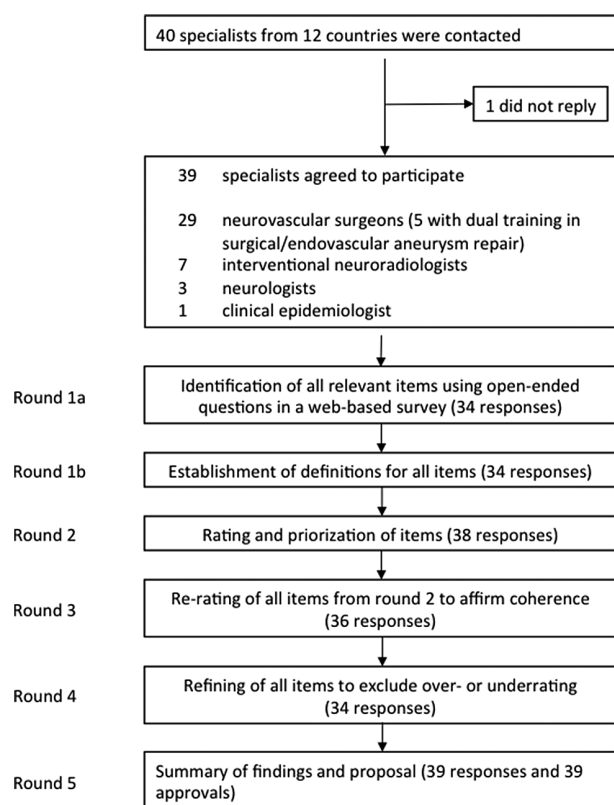 40 specialists from 12 countries were contacted
1 did not reply
39 specialists agreed to participate
29 neurovascular surgeons (5 with dual training in
surgical/endovascular aneurysm repair)
7 interventional neuroradiologists
3 neurologists
1 clinical epidemiologist
Round 1a
Identification of all relevant items using open-ended
questions in a web-based survey (34 responses)
Round 1b
Establishment of definitions for all items (34 responses)
Round 2
Rating and priorization of items (38 responses)
Round 3
Re-rating of all items from round 2 to affirm coherence
(36 responses)
Round 4
Refining of all items to exclude over- or underrating
(34 responses)
Round 5
Summary of findings and proposal (39 responses and 39
approvals)